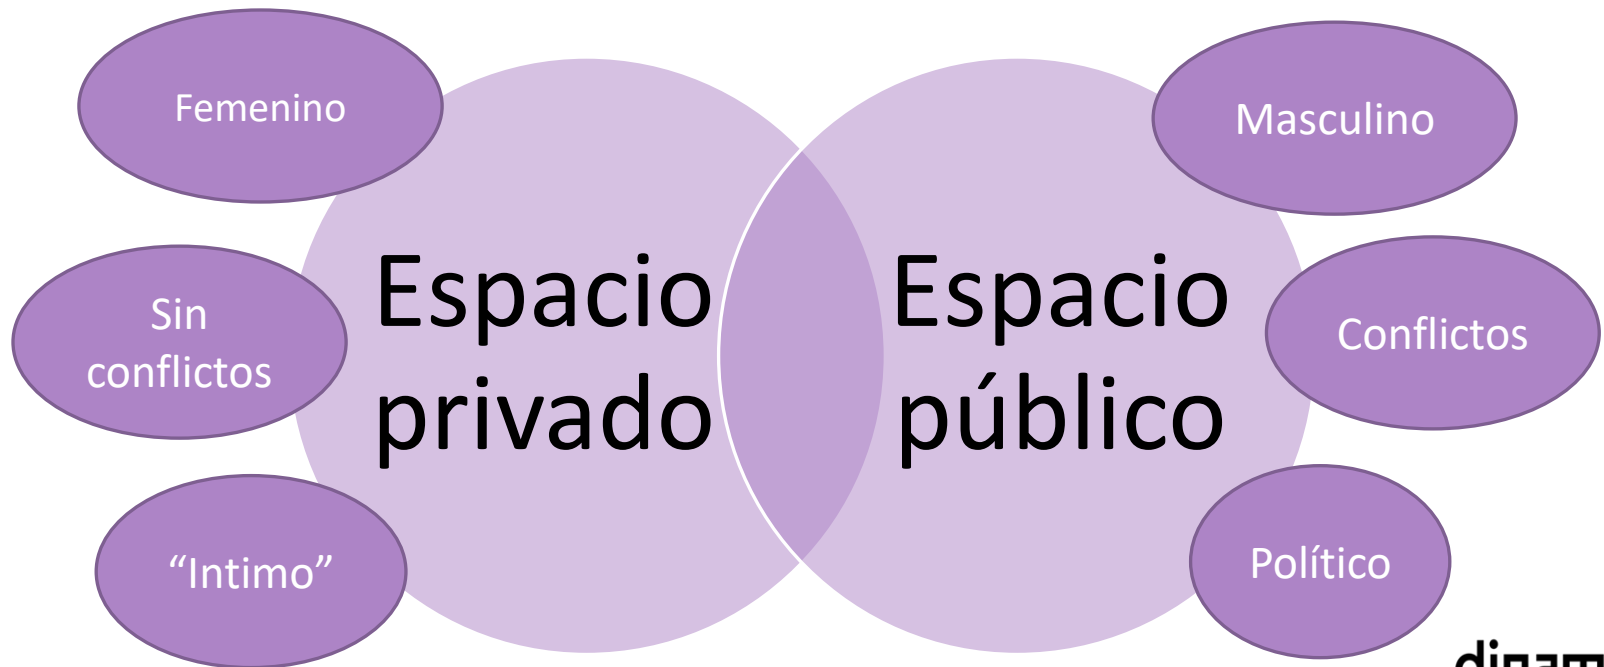 Femenino
Masculino
Espacio
privado
Espacio
público
Sin
conflictos
Conflictos
“Intimo”
Político